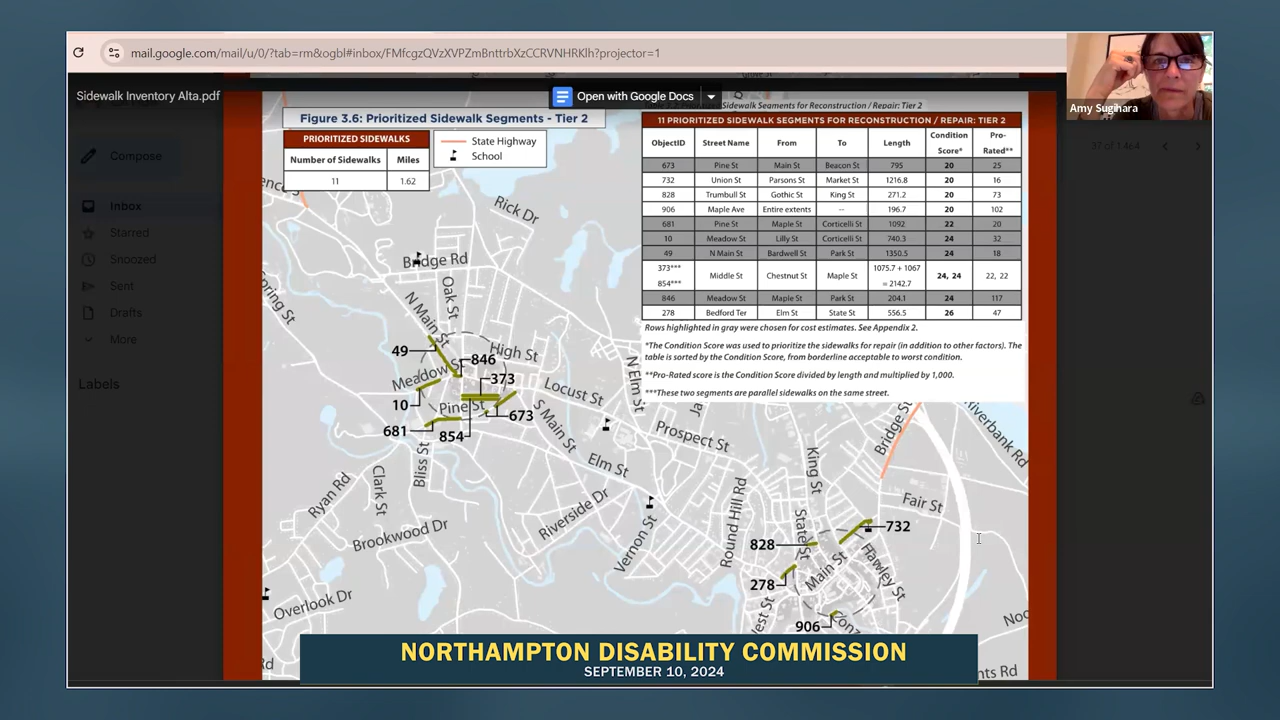 mail.google.com/mail/u/0/?tab=rm&ogbl#inbox/FMfcgzQVzXVPZmBnttbXzCCRVNHRKlh?projector=1
Amy Sugihara
Sidewalk Inventory Alta.pdf
Open with Google Docs
Compose
Inbox
Starred
Snoozed
Sent
Drafts
More
Labels
37 of 1,464
Figure 3.6: Prioritized Sidewalk Segments - Tier 2
PRIORITIZED SIDEWALKS
Number of Sidewalks Miles
11 1.62
State Highway
School
Sidewalk Segments for Reconstruction / Repair: Tier 2
11 PRIORITIZED SIDEWALK SEGMENTS FOR RECONSTRUCTION / REPAIR: TIER 2
ObjectID Street Name From To Length Condition Score* Pro-Rated**
673 Pine St Main St Beacon St 795 20 25
732 Union St Parsons St Market St 1216.8 20 16
828 Trumbull St Gothic St King St 271.2 20 73
906 Maple Ave Entire extents -- 196.7 20 102
681 Pine St Maple St Corticelli St 1092 22 20
10 Meadow St Lilly St Corticelli St 740.3 24 32
49 N Main St Bardwell St Park St 1350.5 24 18
373*** 854*** Middle St Chestnut St Maple St 1075.7 + 1067 = 2142.7 24, 24 22, 22
846 Meadow St Maple St Park St 204.1 24 117
278 Bedford Ter Elm St State St 556.5 26 47
Rows highlighted in gray were chosen for cost estimates. See Appendix 2.
*The Condition Score was used to prioritize the sidewalks for repair (in addition to other factors). The
table is sorted by the Condition Score, from borderline acceptable to worst condition.
**Pro-Rated score is the Condition Score divided by length and multiplied by 1,000.
***These two segments are parallel sidewalks on the same street.
Rick Dr
Bridge Rd
Spring St
Oak St
N Main St
49
846
High St
Meadow St
373
10
Locust St
N Elm St
Pine St
673
681
854
S Main St
Prospect St
Bridge St
Riverbank Rd
Elm St
King St
Bliss St
Clark St
Ryan Rd
Riverside Dr
Round Hill Rd
Fair St
Brookwood Dr
Vernon St
State St
732
828
Main St
Hawley St
278
Overlook Dr
906
NORTHAMPTON DISABILITY COMMISSION
SEPTEMBER 10, 2024